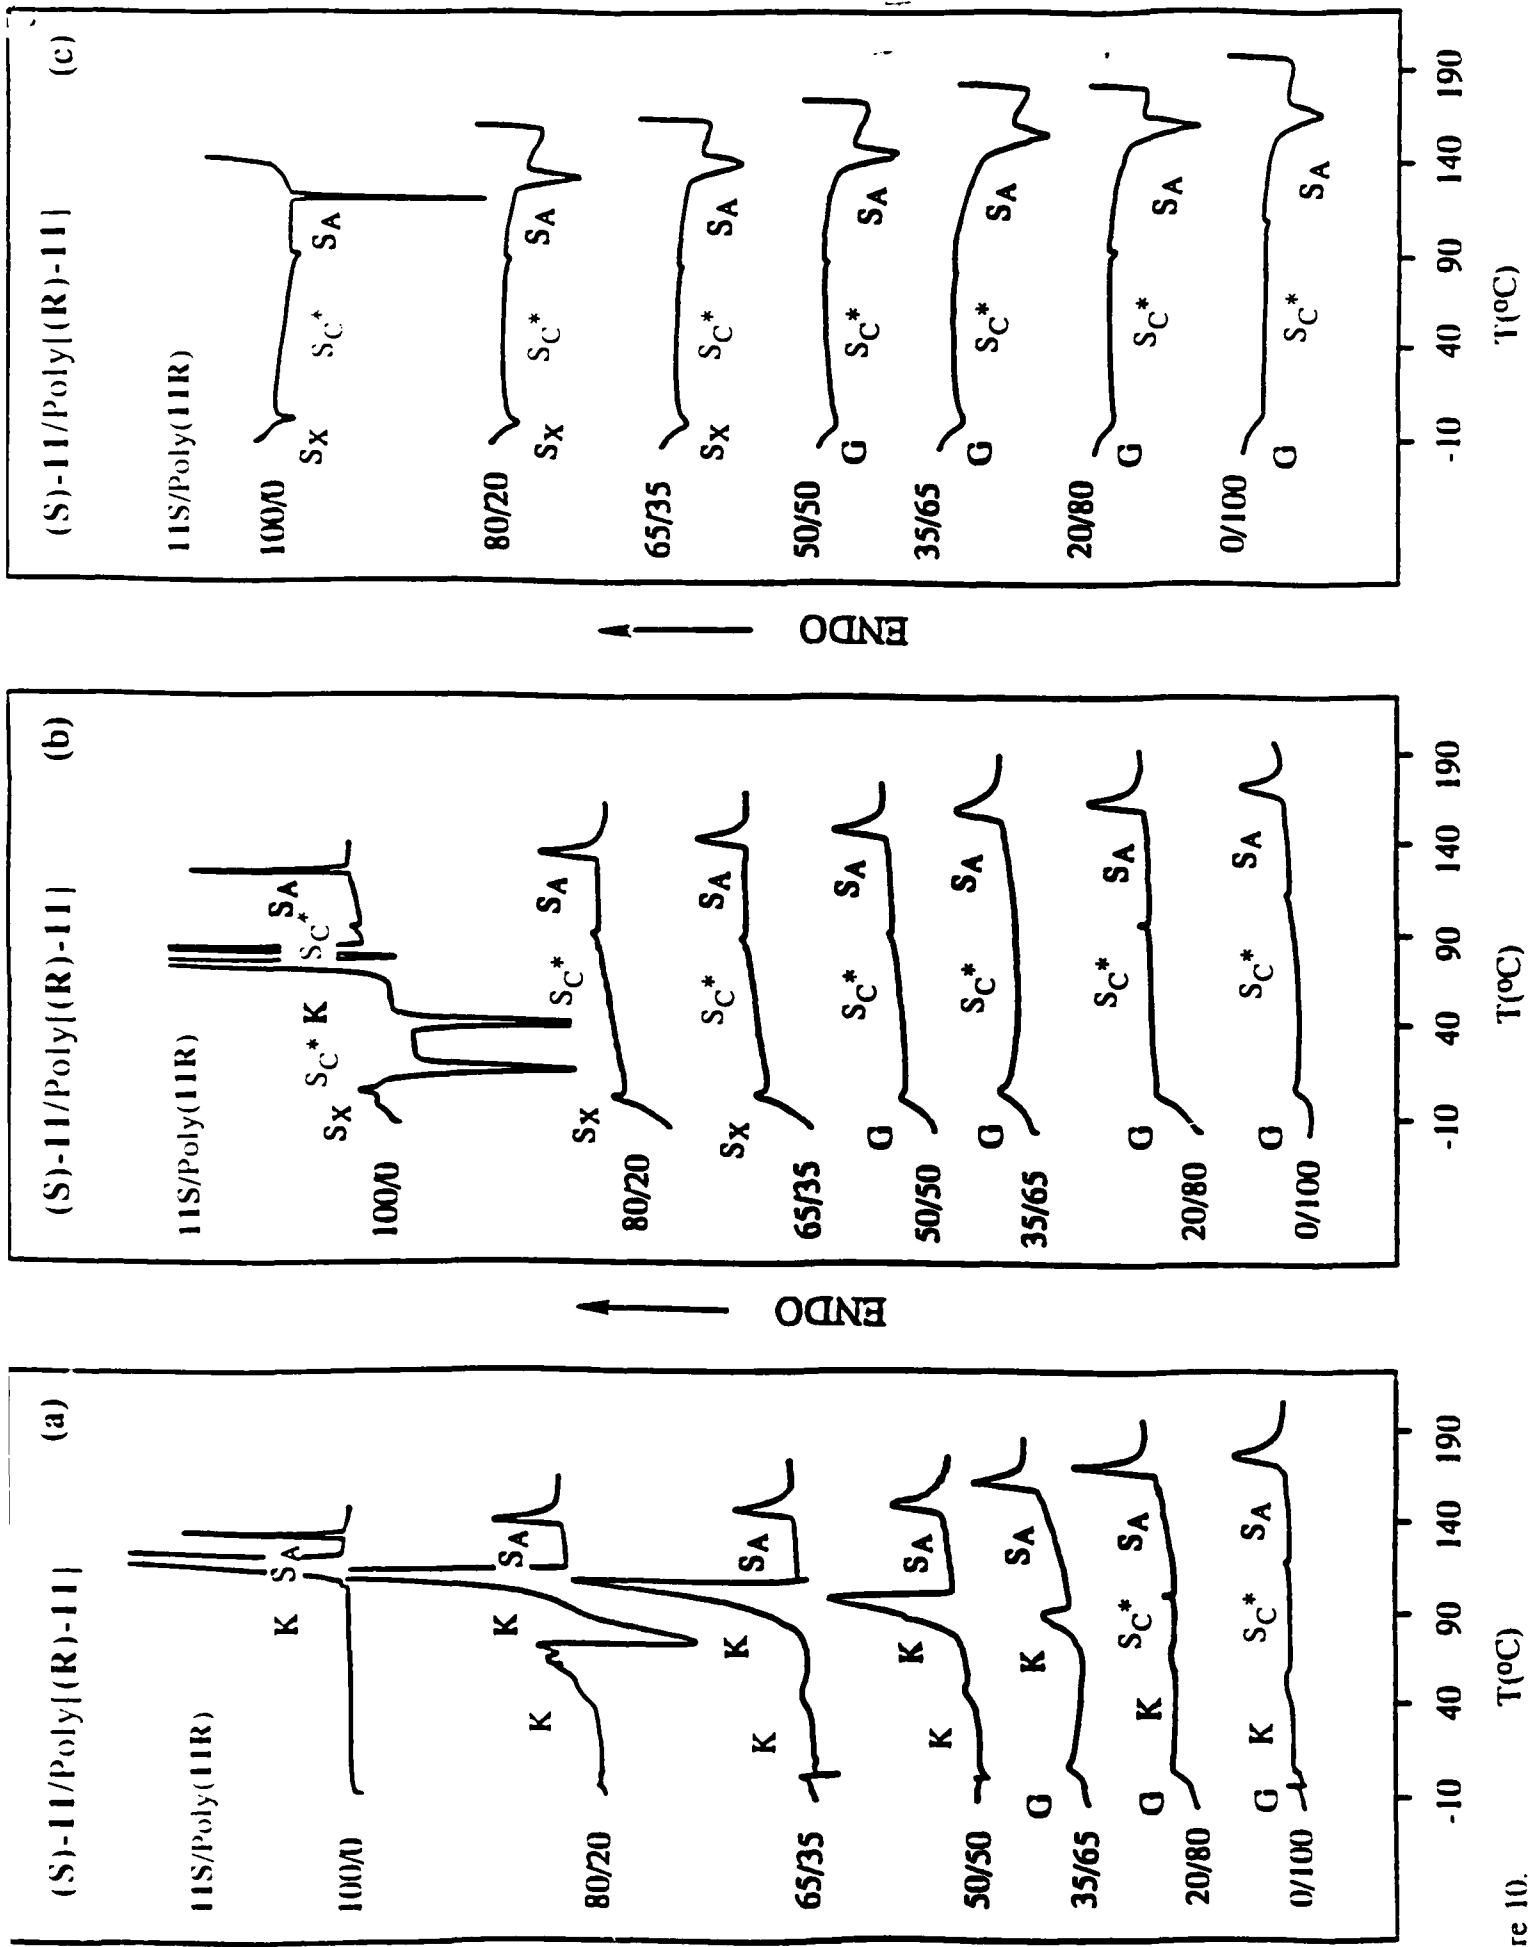 (S)-11/Poly[(R)-11]
(a)
11S/Poly(11R)
100/0
K
SA
80/20
K
K
SA
65/35
K
K
SA
50/50
K
K
SA
35/65
G
K
SA
20/80
G
K
SC*
SA
0/100
G
K
SC*
SA
-10
40
90
140
190
T(ºC)
re 10.
ENDO
(S)-11/Poly[(R)-11]
(b)
11S/Poly(11R)
100/0
SX
SC*
K
SC*
SA
80/20
SX
SC*
SA
65/35
SX
SC*
SA
50/50
G
SC*
SA
35/65
G
SC*
SA
20/80
G
SC*
SA
0/100
G
SC*
SA
-10
40
90
140
190
T(ºC)
ENDO
(S)-11/Poly[(R)-11]
(c)
11S/Poly(11R)
100/0
SX
SC*
SA
80/20
SX
SC*
SA
65/35
SX
SC*
SA
50/50
G
SC*
SA
35/65
G
SC*
SA
20/80
G
SC*
SA
0/100
G
SC*
SA
-10
40
90
140
190
T(ºC)